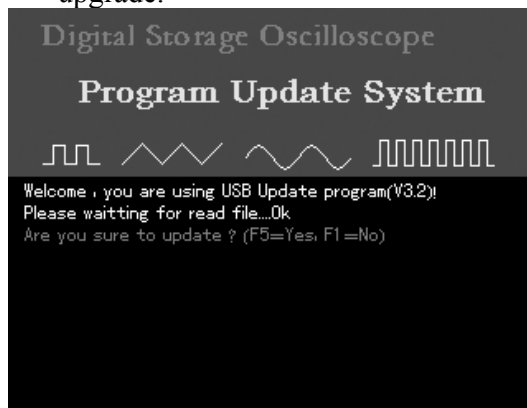 upgrade.
Digital Storage Oscilloscope
Program Update System
Welcome , you are using USB Update program(V3.2)!
Please waitting for read file....Ok
Are you sure to update ? (F5=Yes, F1=No)